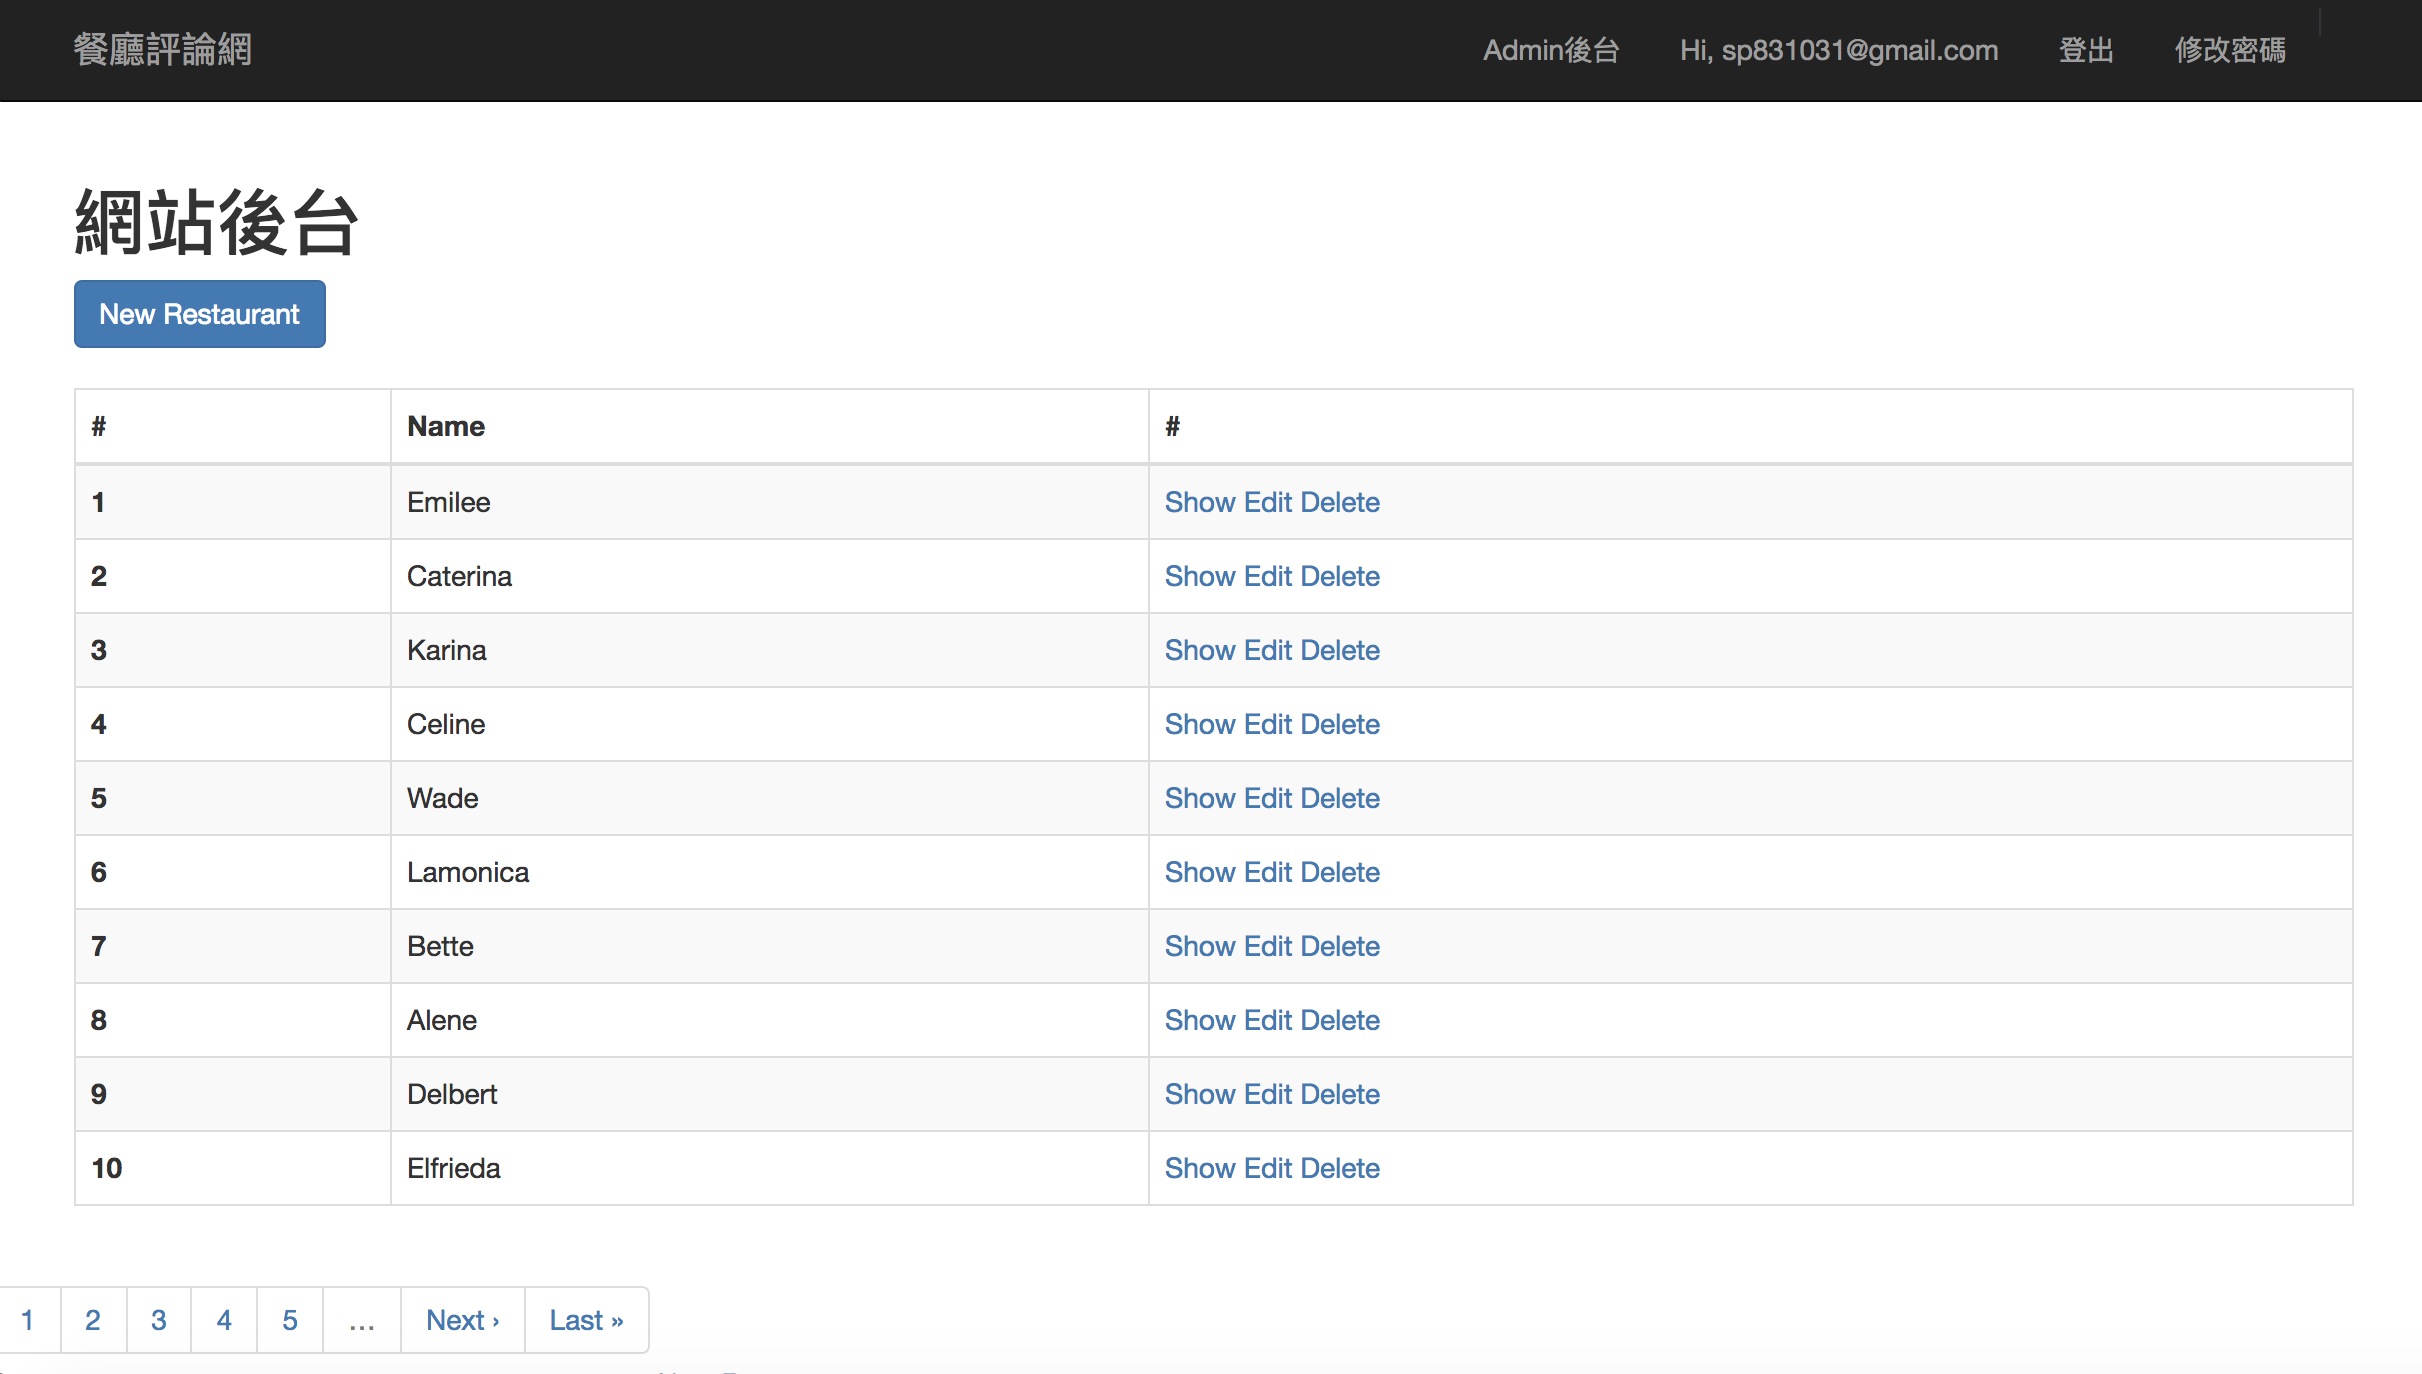 餐廳評論網 Admin後台 Hi, sp831031@gmail.com 登出 修改密碼
網站後台
New Restaurant
# Name #
1 Emilee Show Edit Delete
2 Caterina Show Edit Delete
3 Karina Show Edit Delete
4 Celine Show Edit Delete
5 Wade Show Edit Delete
6 Lamonica Show Edit Delete
7 Bette Show Edit Delete
8 Alene Show Edit Delete
9 Delbert Show Edit Delete
10 Elfrieda Show Edit Delete
1 2 3 4 5 … Next › Last »